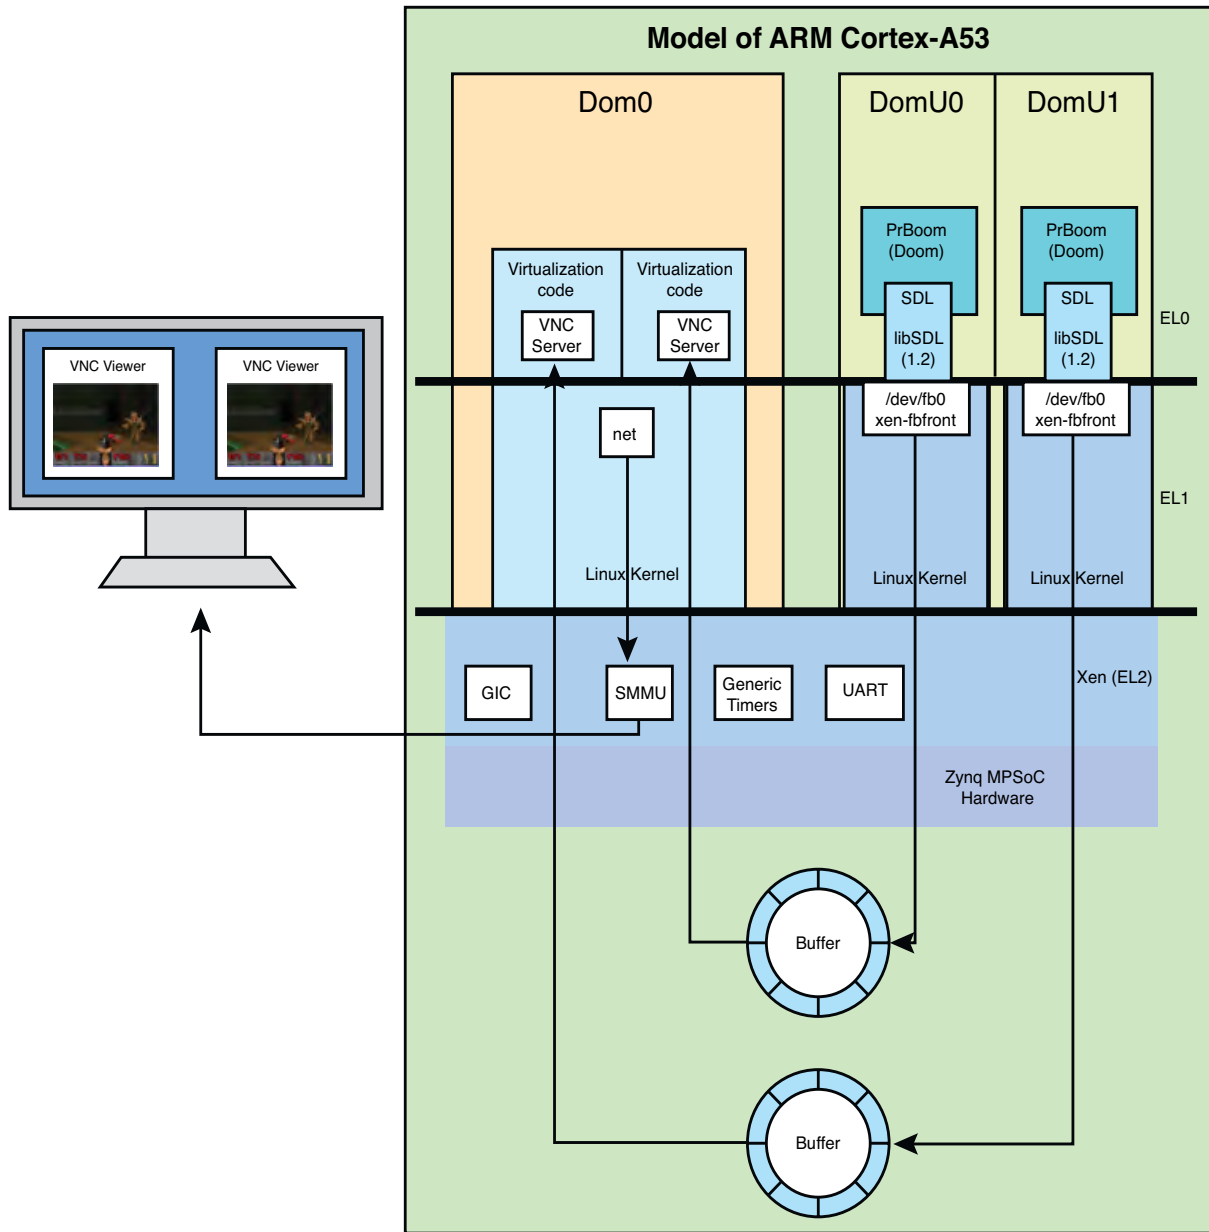 Model of ARM Cortex-A53
Dom0
DomU0
DomU1
PrBoom
(Doom)
PrBoom
(Doom)
Virtualization
code
Virtualization
code
SDL
SDL
VNC
Server
VNC
Server
libSDL
(1.2)
libSDL
(1.2)
EL0
VNC Viewer
VNC Viewer
/dev/fb0
xen-fbfront
/dev/fb0
xen-fbfront
net
EL1
Linux Kernel
Linux Kernel
Linux Kernel
GIC
SMMU
Generic
Timers
UART
Xen (EL2)
Zynq MPSoC
Hardware
Buffer
Buffer